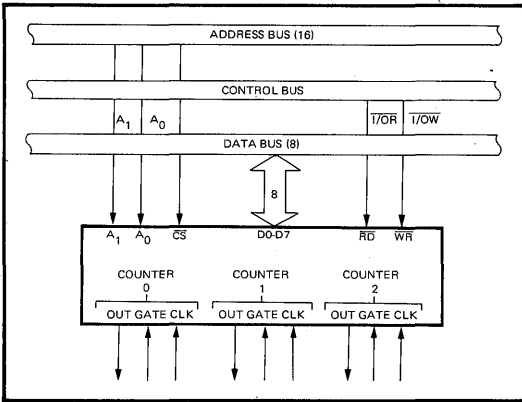 ADDRESS BUS (16)
CONTROL BUS
A1 A0 I/OR I/OW
DATA BUS (8)
8
A1 A0 CS D0-D7 RD WR
COUNTER COUNTER COUNTER
0 1 2
OUT GATE CLK OUT GATE CLK OUT GATE CLK